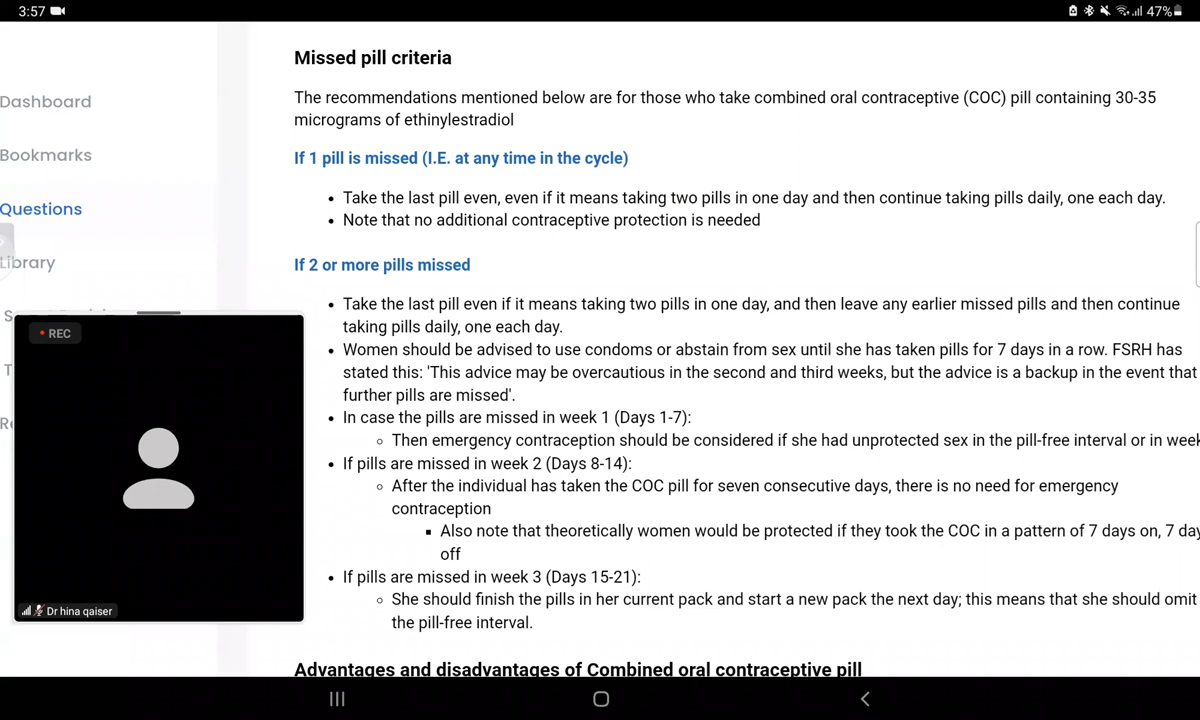 3:57
47%
Dashboard
Bookmarks
Questions
Library
REC
Dr hina qaiser
Missed pill criteria
The recommendations mentioned below are for those who take combined oral contraceptive (COC) pill containing 30-35
micrograms of ethinylestradiol
If 1 pill is missed (I.E. at any time in the cycle)
• Take the last pill even, even if it means taking two pills in one day and then continue taking pills daily, one each day.
• Note that no additional contraceptive protection is needed
If 2 or more pills missed
• Take the last pill even if it means taking two pills in one day, and then leave any earlier missed pills and then continue
taking pills daily, one each day.
• Women should be advised to use condoms or abstain from sex until she has taken pills for 7 days in a row. FSRH has
stated this: 'This advice may be overcautious in the second and third weeks, but the advice is a backup in the event that
further pills are missed'.
• In case the pills are missed in week 1 (Days 1-7):
◦ Then emergency contraception should be considered if she had unprotected sex in the pill-free interval or in week
• If pills are missed in week 2 (Days 8-14):
◦ After the individual has taken the COC pill for seven consecutive days, there is no need for emergency
contraception
▪ Also note that theoretically women would be protected if they took the COC in a pattern of 7 days on, 7 day
off
• If pills are missed in week 3 (Days 15-21):
◦ She should finish the pills in her current pack and start a new pack the next day; this means that she should omit
the pill-free interval.
Advantages and disadvantages of Combined oral contraceptive pill